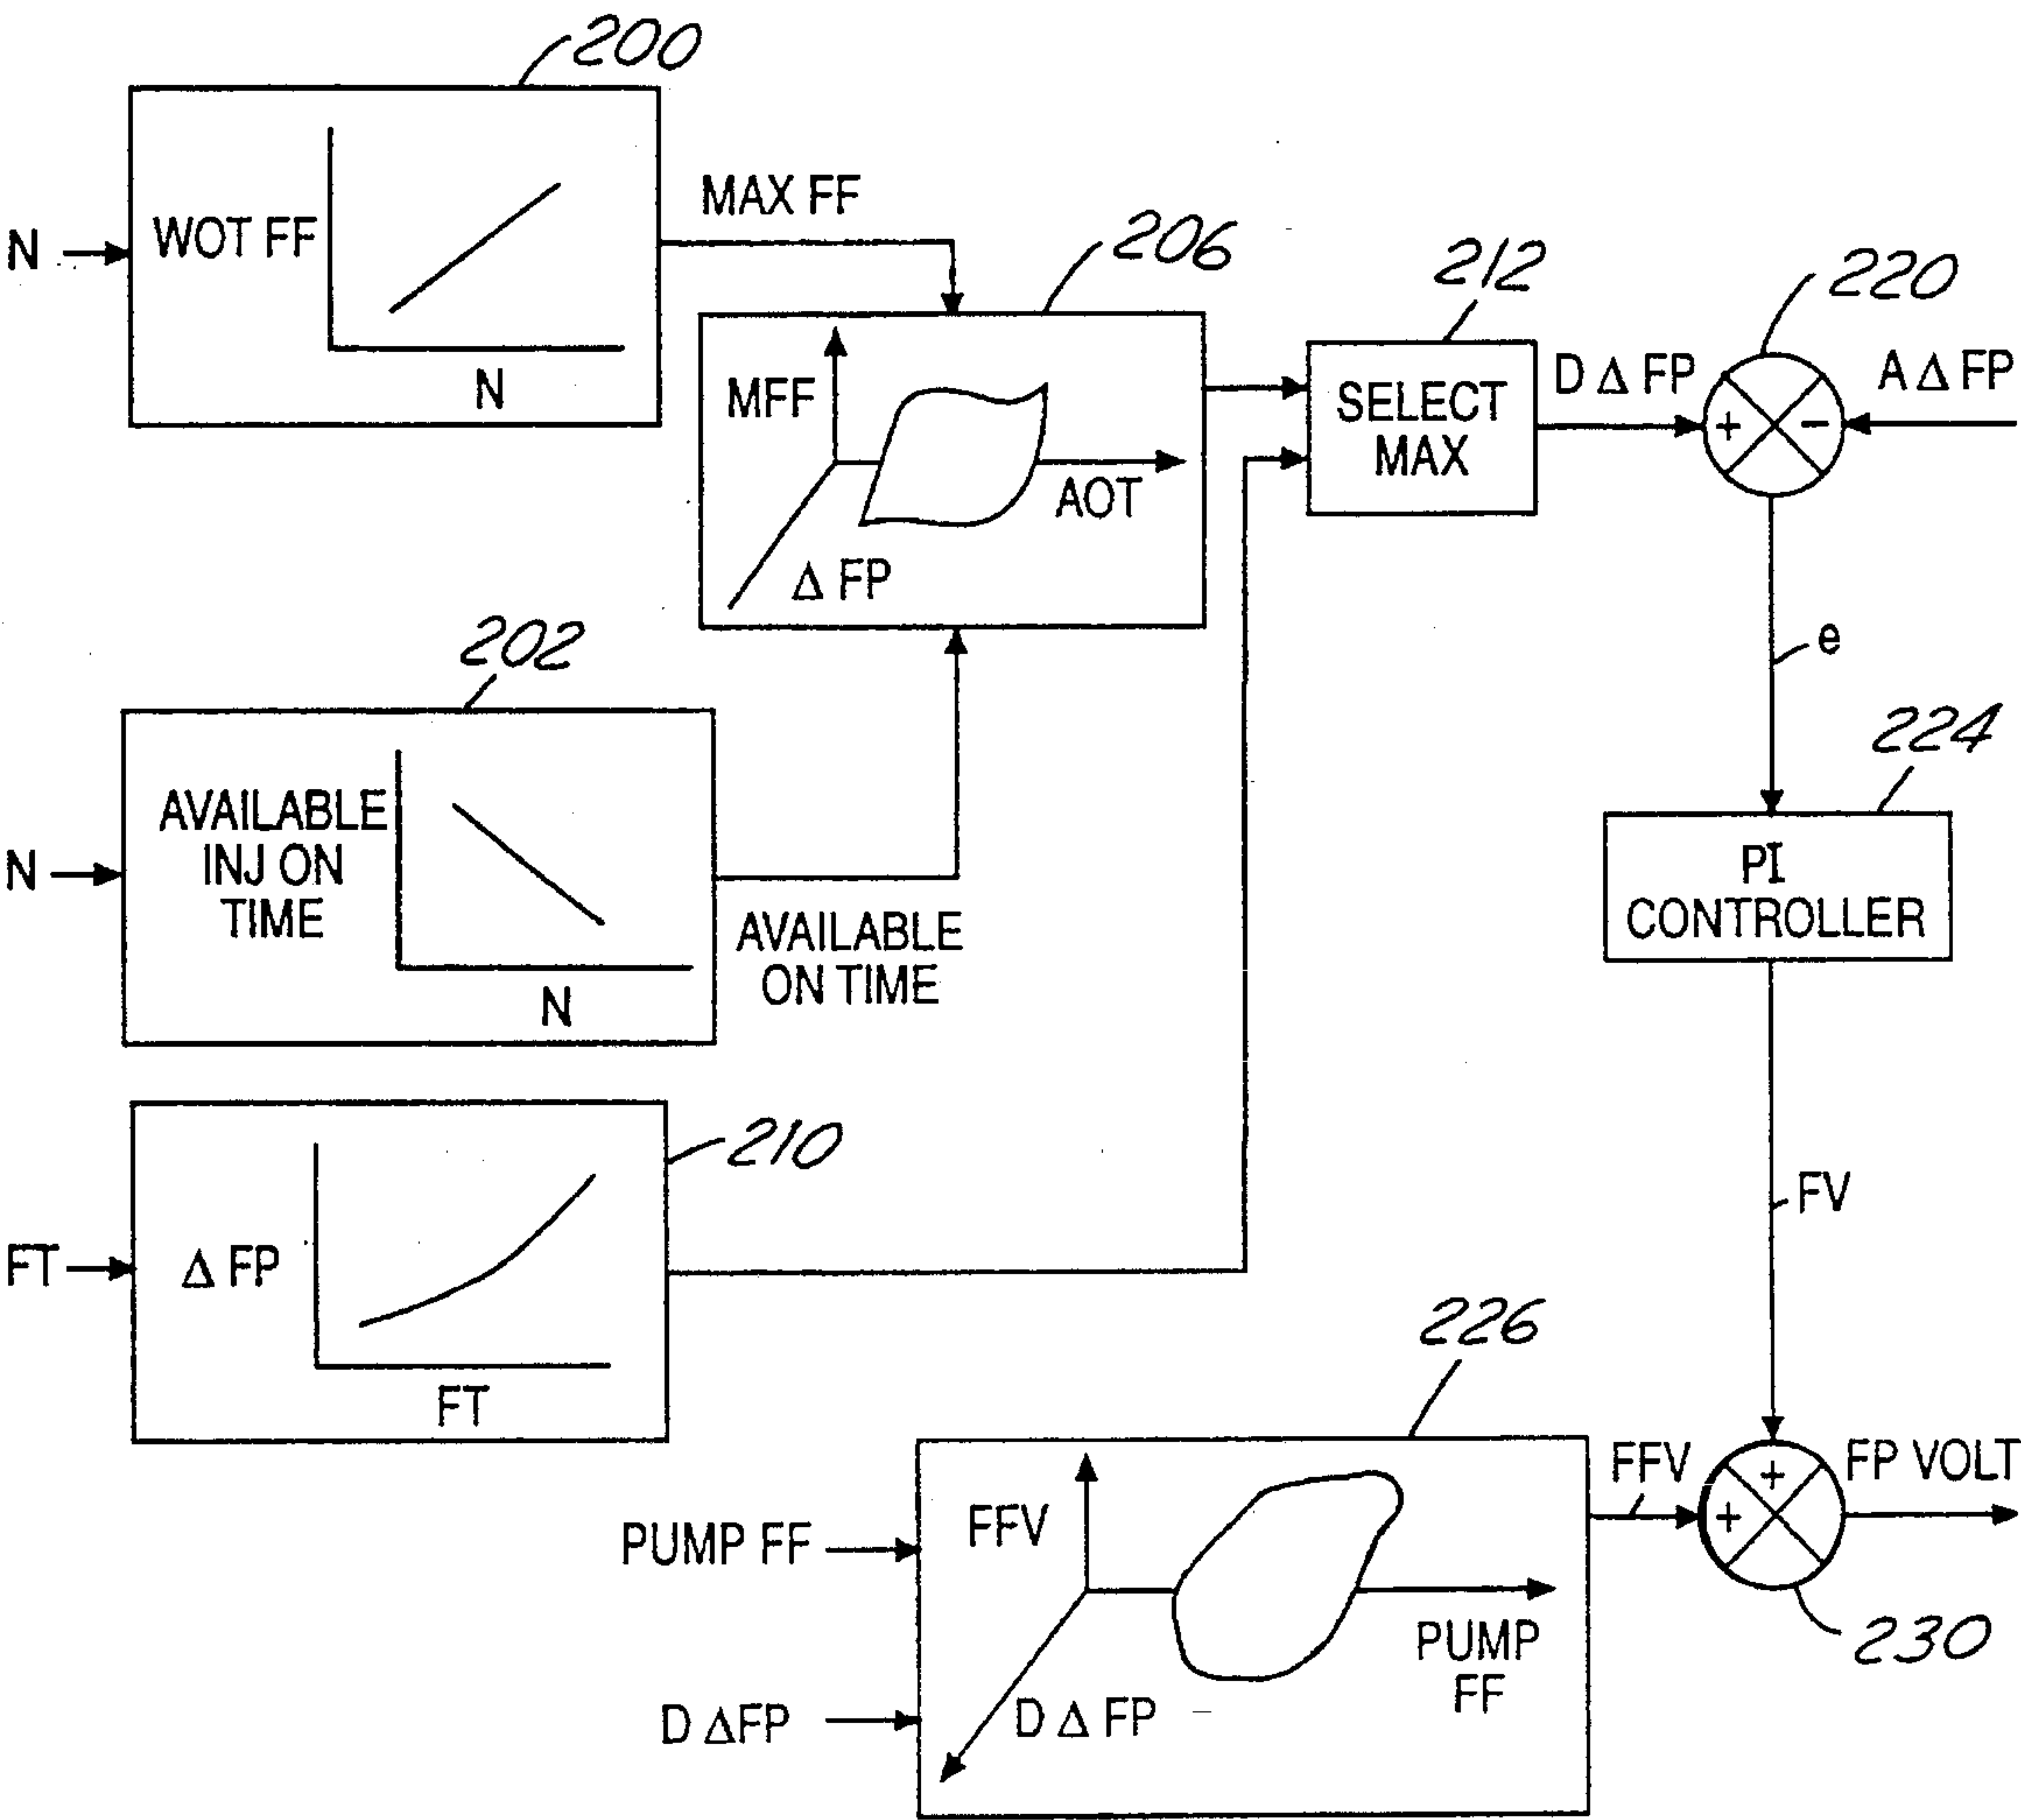 200
N
WOT FF
N
MAX FF
206
MFF
AOT
Δ FP
212
SELECT
MAX
D Δ FP
220
+
−
A Δ FP
e
202
N
AVAILABLE
INJ ON
TIME
N
AVAILABLE
ON TIME
224
PI
CONTROLLER
FV
210
FT
Δ FP
FT
226
PUMP FF
D ΔFP
FFV
PUMP
FF
D Δ FP
FFV
+
+
FP VOLT
230